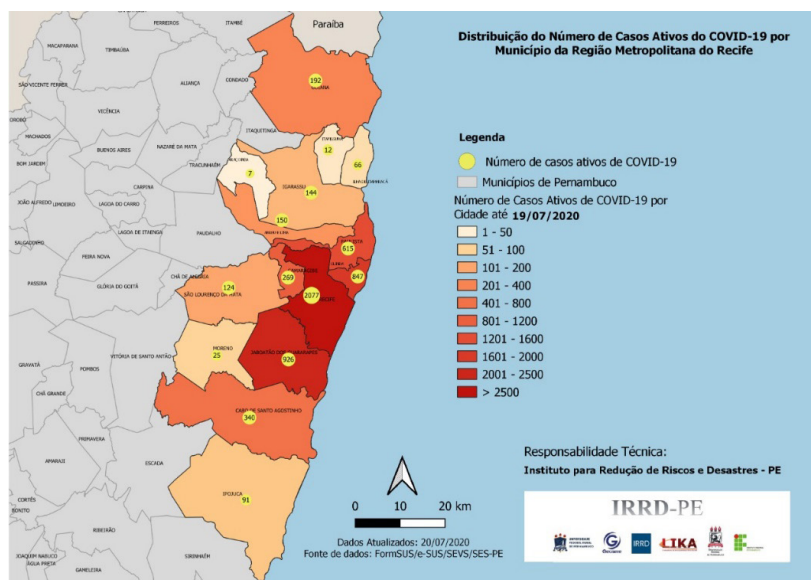 Paraíba
FERREIROS
ITAMBÉ
MACAPARANA
TIMBAÚBA
ALIANÇA
CONDADO
SÃO VICENTE FERRER
192
GOIANA
VICÊNCIA
OROBÓ
MACHADOS
ITAQUITINGA
BUENOS AIRES
NAZARÉ DA MATA
TRACUNHAÉM
BOM JARDIM
12
66
7
IGARASSU
144
CARPINA
JOÃO ALFREDO
LIMOEIRO
LAGOA DO CARRO
150
LAGOA DE ITAENGA
PAUDALHO
SALGADINHO
615
FEIRA NOVA
CHÃ DE ALEGRIA
269
847
PASSIRA
GLÓRIA DO GOITÁ
124
SÃO LOURENÇO DA MATA
2077
RECIFE
MORENO
25
VITÓRIA DE SANTO ANTÃO
JABOATÃO DOS GUARARAPES
926
GRAVATÁ
POMBOS
CHÃ GRANDE
CABO DE SANTO AGOSTINHO
340
PRIMAVERA
ESCADA
AMARAJI
IPOJUCA
91
CORTÊS
BONITO
RIBEIRÃO
JOAQUIM NABUCO
ÁGUA PRETA
SIRINHAÉM
GAMELEIRA
Distribuição do Número de Casos Ativos do COVID-19 por
Município da Região Metropolitana do Recife
Legenda
Número de casos ativos de COVID-19
Municípios de Pernambuco
Número de Casos Ativos de COVID-19 por
Cidade até 19/07/2020
1 - 50
51 - 100
101 - 200
201 - 400
401 - 800
801 - 1200
1201 - 1600
1601 - 2000
2001 - 2500
> 2500
0 10 20 km
Dados Atualizados: 20/07/2020
Fonte de dados: FormSUS/e-SUS/SEVS/SES-PE
Responsabilidade Técnica:
Instituto para Redução de Riscos e Desastres - PE
IRRD-PE
IRRD
LIKA